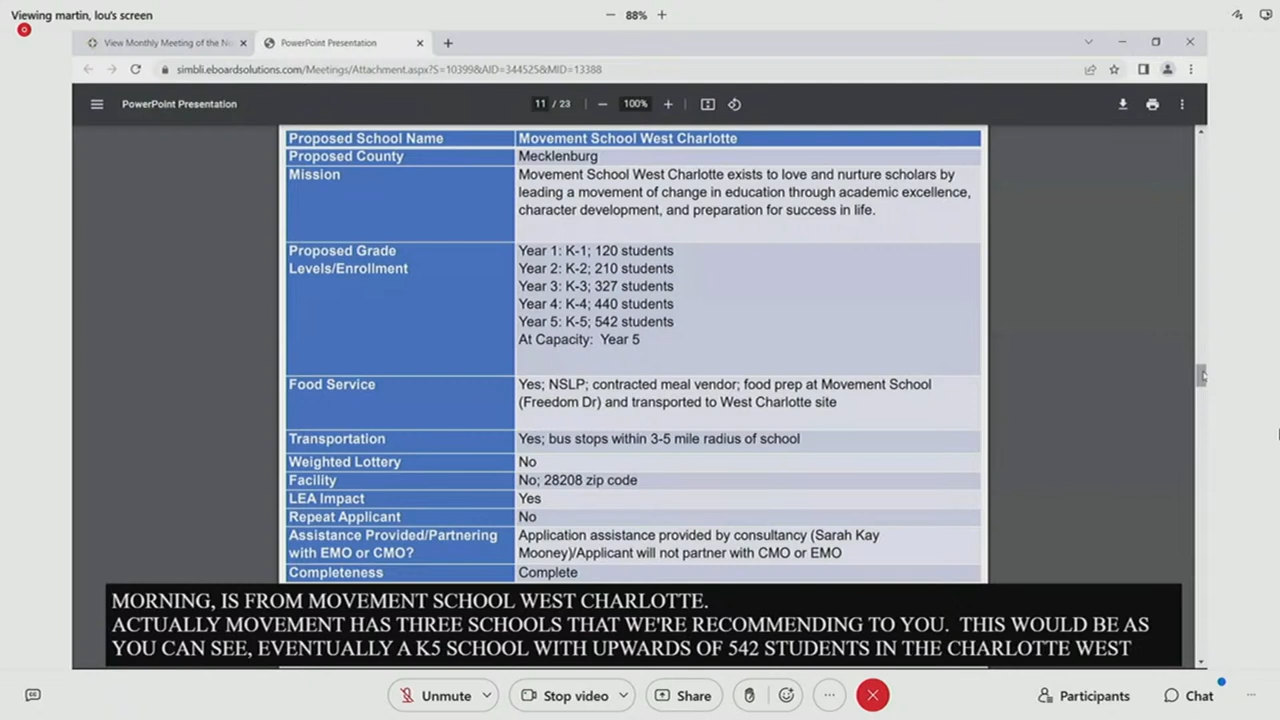 Viewing martin, lou's screen
88%
View Monthly Meeting of the No
PowerPoint Presentation
simbli.eboardsolutions.com/Meetings/Attachment.aspx?S=10399&AID=344525&MID=13388
PowerPoint Presentation
11 / 23
100%
Proposed School Name Movement School West Charlotte
Proposed County Mecklenburg
Mission Movement School West Charlotte exists to love and nurture scholars by
leading a movement of change in education through academic excellence,
character development, and preparation for success in life.
Proposed Grade Year 1: K-1; 120 students
Levels/Enrollment Year 2: K-2; 210 students
Year 3: K-3; 327 students
Year 4: K-4; 440 students
Year 5: K-5; 542 students
At Capacity: Year 5
Food Service Yes; NSLP; contracted meal vendor; food prep at Movement School
(Freedom Dr) and transported to West Charlotte site
Transportation Yes; bus stops within 3-5 mile radius of school
Weighted Lottery No
Facility No; 28208 zip code
LEA Impact Yes
Repeat Applicant No
Assistance Provided/Partnering Application assistance provided by consultancy (Sarah Kay
with EMO or CMO? Mooney)/Applicant will not partner with CMO or EMO
Completeness Complete
MORNING, IS FROM MOVEMENT SCHOOL WEST CHARLOTTE.
ACTUALLY MOVEMENT HAS THREE SCHOOLS THAT WE'RE RECOMMENDING TO YOU. THIS WOULD BE AS
YOU CAN SEE, EVENTUALLY A K5 SCHOOL WITH UPWARDS OF 542 STUDENTS IN THE CHARLOTTE WEST
Unmute
Stop video
Share
Participants
Chat